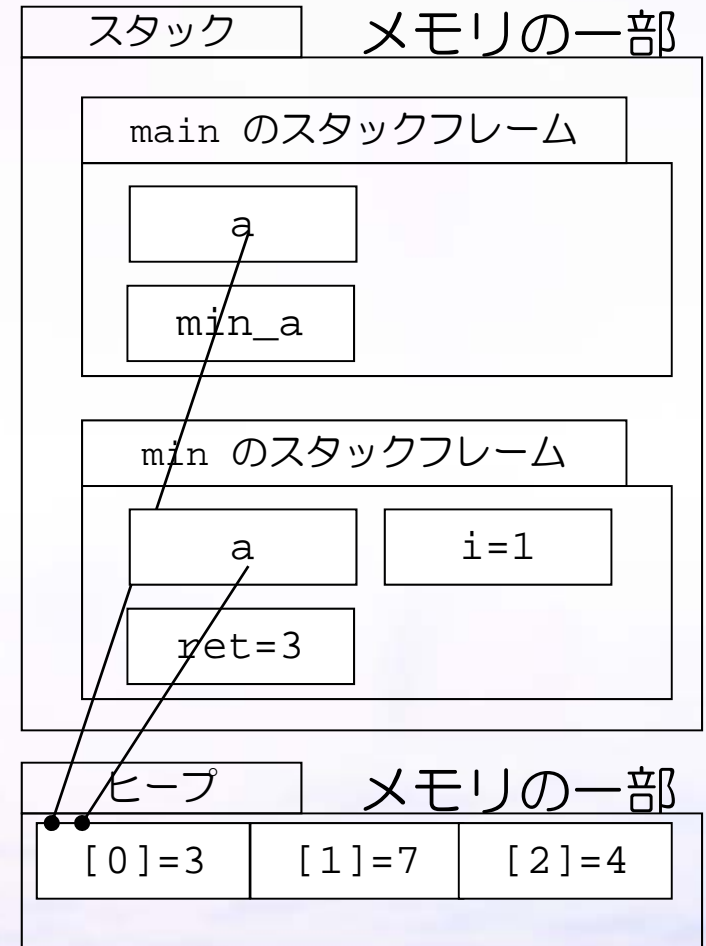 スタック メモリの一部
main のスタックフレーム
a
min_a
min のスタックフレーム
a i=1
ret=3
ヒープ メモリの一部
[0]=3 [1]=7 [2]=4